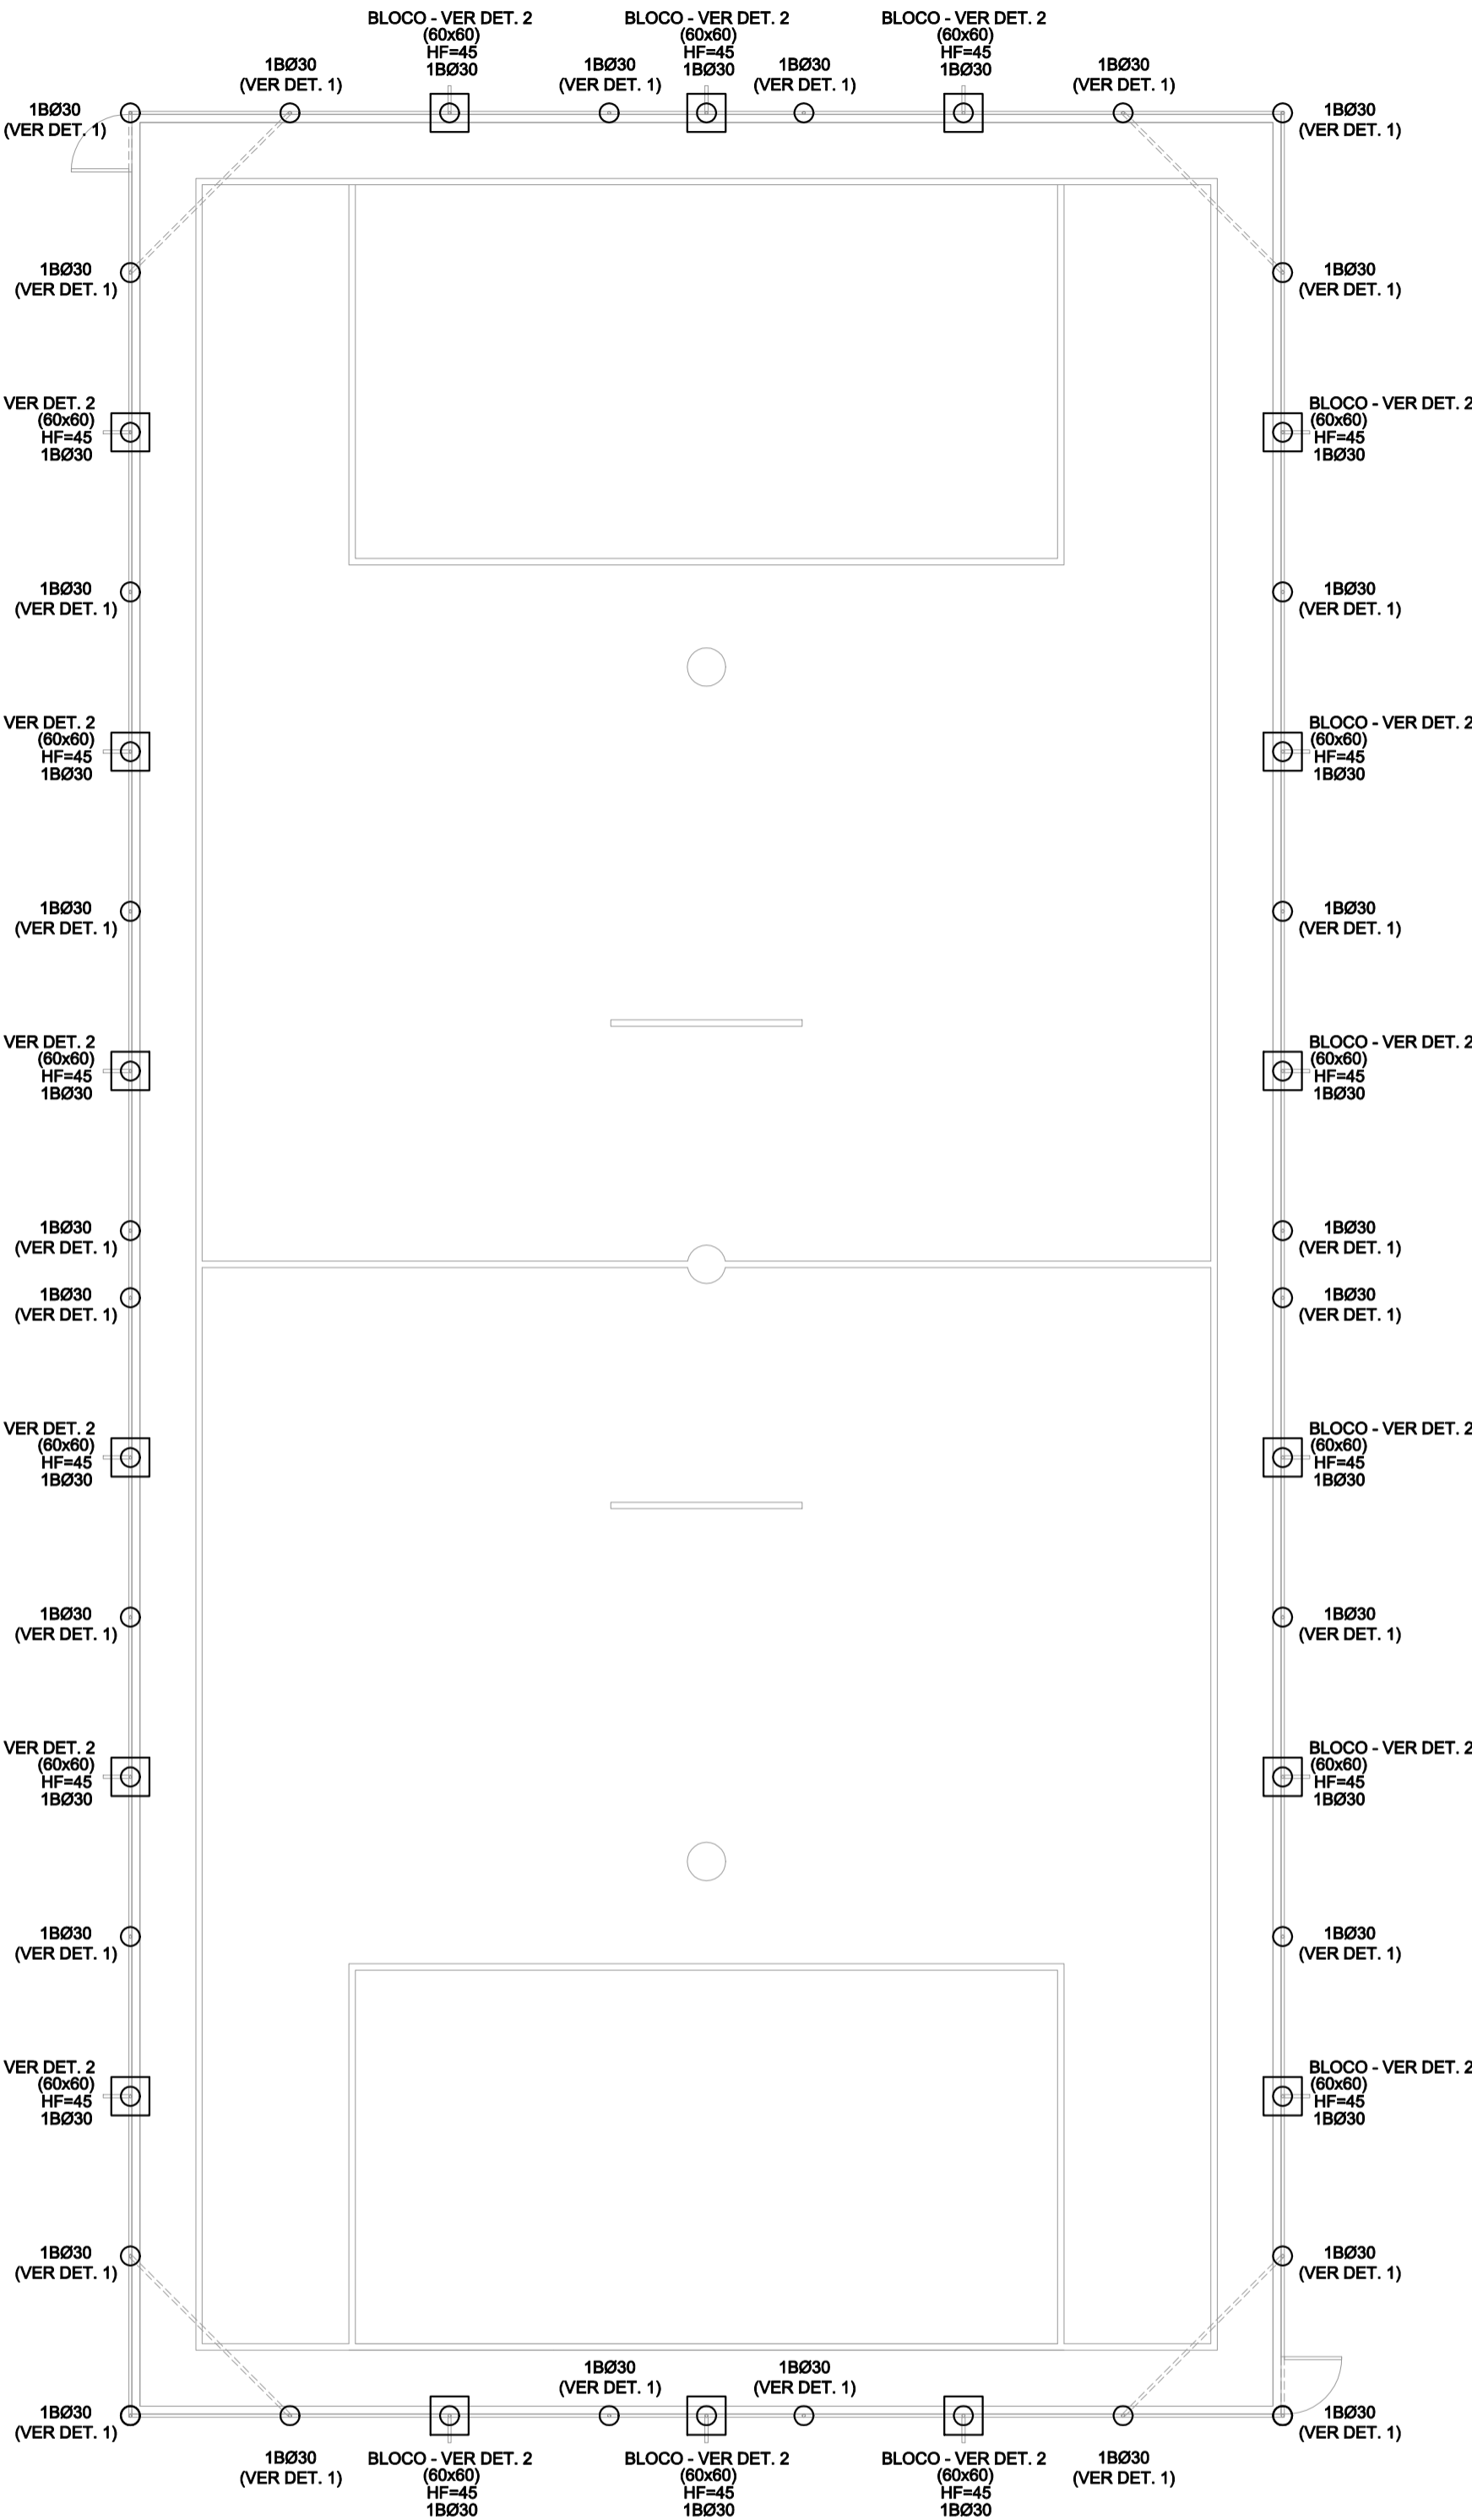 BLOCO - VER DET. 2
(60x60)
HF=45
1BØ30
BLOCO - VER DET. 2
(60x60)
HF=45
1BØ30
BLOCO - VER DET. 2
(60x60)
HF=45
1BØ30
1BØ30
(VER DET. 1)
1BØ30
(VER DET. 1)
1BØ30
(VER DET. 1)
1BØ30
(VER DET. 1)
1BØ30
(VER DET. 1)
1BØ30
(VER DET. 1)
1BØ30
(VER DET. 1)
1BØ30
(VER DET. 1)
VER DET. 2
(60x60)
HF=45
1BØ30
BLOCO - VER DET. 2
(60x60)
HF=45
1BØ30
1BØ30
(VER DET. 1)
1BØ30
(VER DET. 1)
VER DET. 2
(60x60)
HF=45
1BØ30
BLOCO - VER DET. 2
(60x60)
HF=45
1BØ30
1BØ30
(VER DET. 1)
1BØ30
(VER DET. 1)
VER DET. 2
(60x60)
HF=45
1BØ30
BLOCO - VER DET. 2
(60x60)
HF=45
1BØ30
1BØ30
(VER DET. 1)
1BØ30
(VER DET. 1)
1BØ30
(VER DET. 1)
1BØ30
(VER DET. 1)
VER DET. 2
(60x60)
HF=45
1BØ30
BLOCO - VER DET. 2
(60x60)
HF=45
1BØ30
1BØ30
(VER DET. 1)
1BØ30
(VER DET. 1)
VER DET. 2
(60x60)
HF=45
1BØ30
BLOCO - VER DET. 2
(60x60)
HF=45
1BØ30
1BØ30
(VER DET. 1)
1BØ30
(VER DET. 1)
VER DET. 2
(60x60)
HF=45
1BØ30
BLOCO - VER DET. 2
(60x60)
HF=45
1BØ30
1BØ30
(VER DET. 1)
1BØ30
(VER DET. 1)
1BØ30
(VER DET. 1)
1BØ30
(VER DET. 1)
1BØ30
(VER DET. 1)
1BØ30
(VER DET. 1)
1BØ30
(VER DET. 1)
BLOCO - VER DET. 2
(60x60)
HF=45
1BØ30
BLOCO - VER DET. 2
(60x60)
HF=45
1BØ30
BLOCO - VER DET. 2
(60x60)
HF=45
1BØ30
1BØ30
(VER DET. 1)